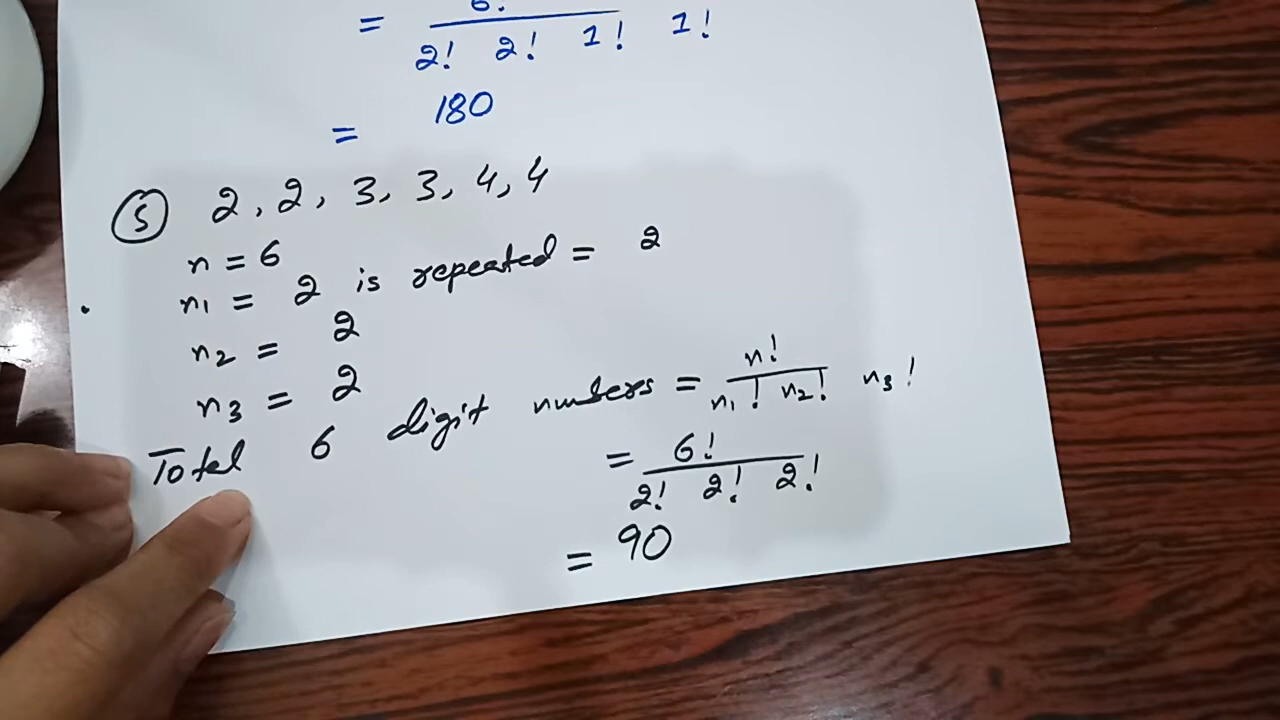 = 6!
2! 2! 1! 1!
= 180
5 2, 2, 3, 3, 4, 4
n = 6
n1 = 2 is repeated = 2
n2 = 2
n3 = 2
Total 6 digit numbers = n!
n1! n2! n3!
= 6!
2! 2! 2!
= 90